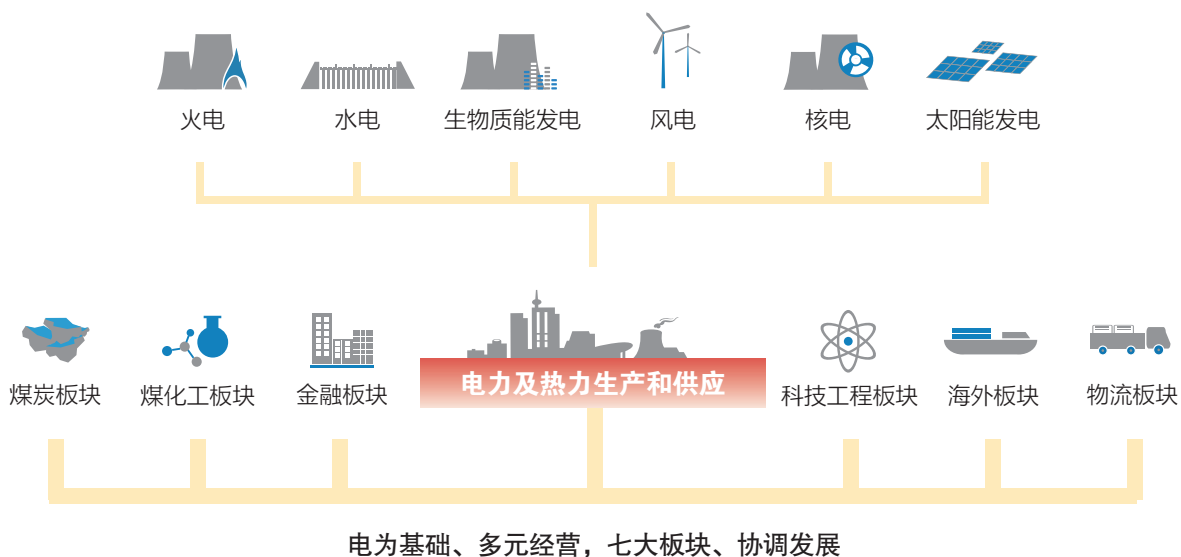 火电
水电
生物质能发电
风电
核电
太阳能发电
煤炭板块
煤化工板块
金融板块
电力及热力生产和供应
科技工程板块
海外板块
物流板块
电为基础、多元经营，七大板块、协调发展